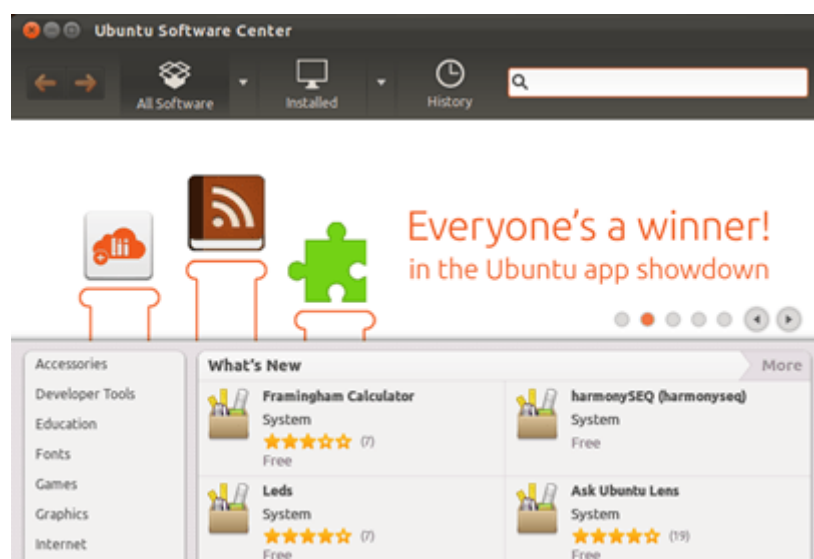 Ubuntu Software Center
All Software
Installed
History
Everyone's a winner!
in the Ubuntu app showdown
Accessories
Developer Tools
Education
Fonts
Games
Graphics
Internet
What's New
More
Framingham Calculator
System
(7)
Free
harmonySEQ (harmonyseq)
System
Free
Leds
System
(7)
Free
Ask Ubuntu Lens
System
(19)
Free